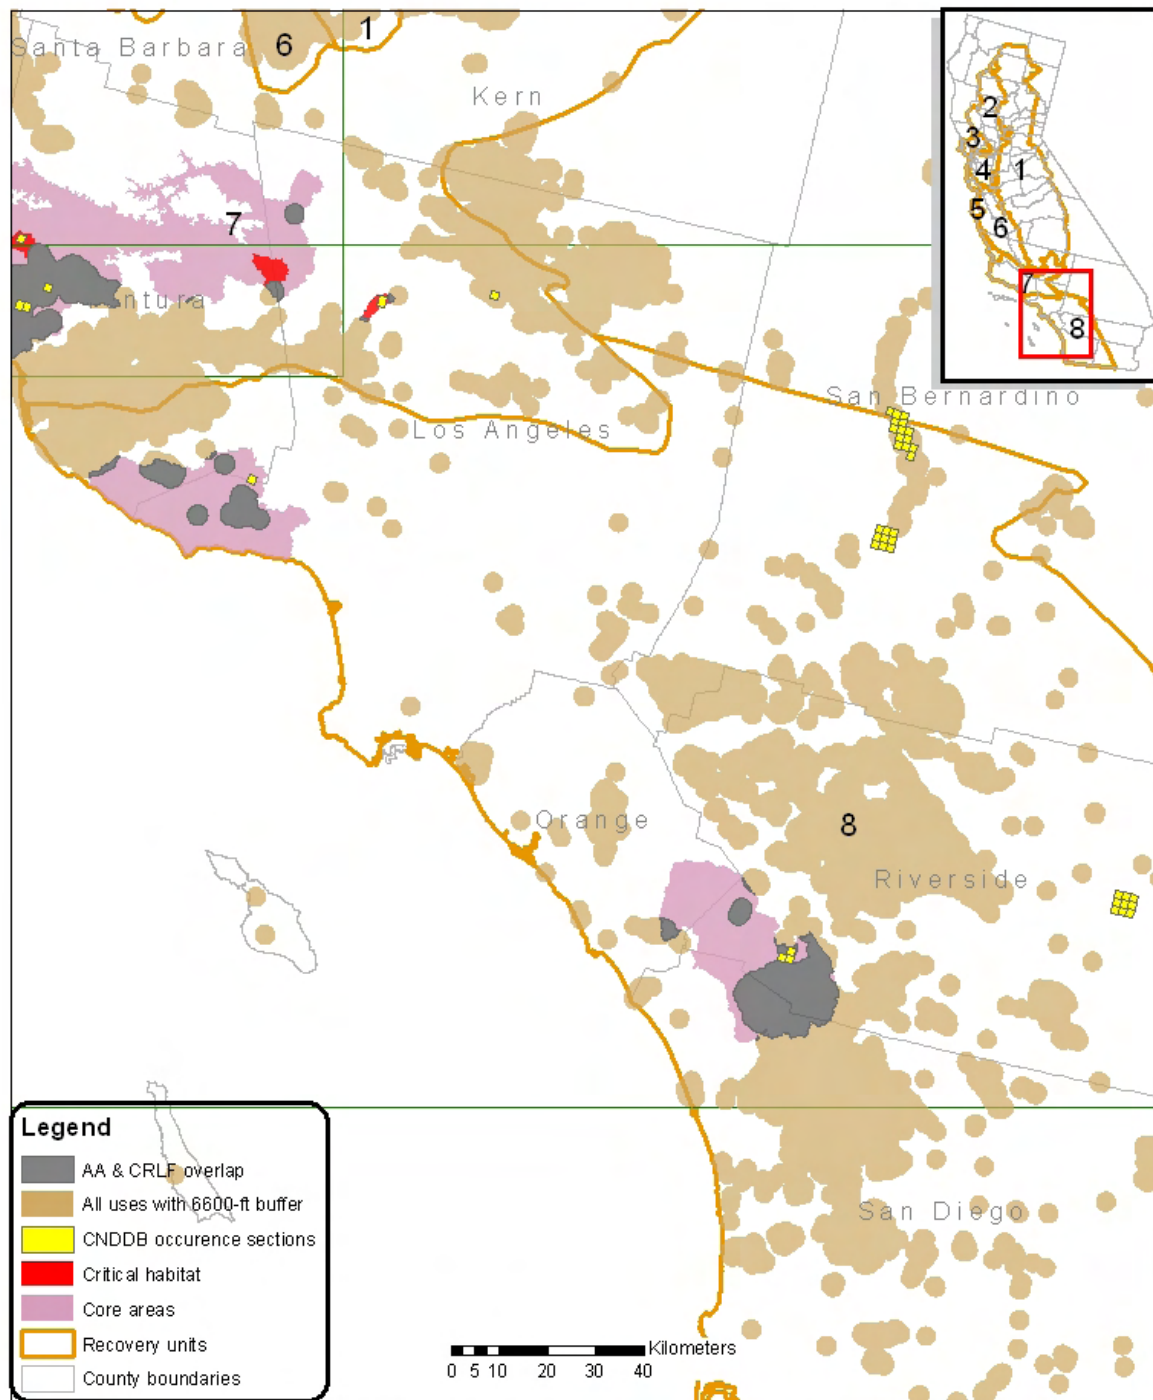 Santa Barbara
6
1
Kern
7
ntura
Los Angeles
San Bernardino
Orange
8
Riverside
San Diego
2
3
4
1
5
6
7
8
Legend
AA & CRLF overlap
All uses with 6600-ft buffer
CNDDB occurence sections
Critical habitat
Core areas
Recovery units
County boundaries
Kilometers
0 5 10 20 30 40